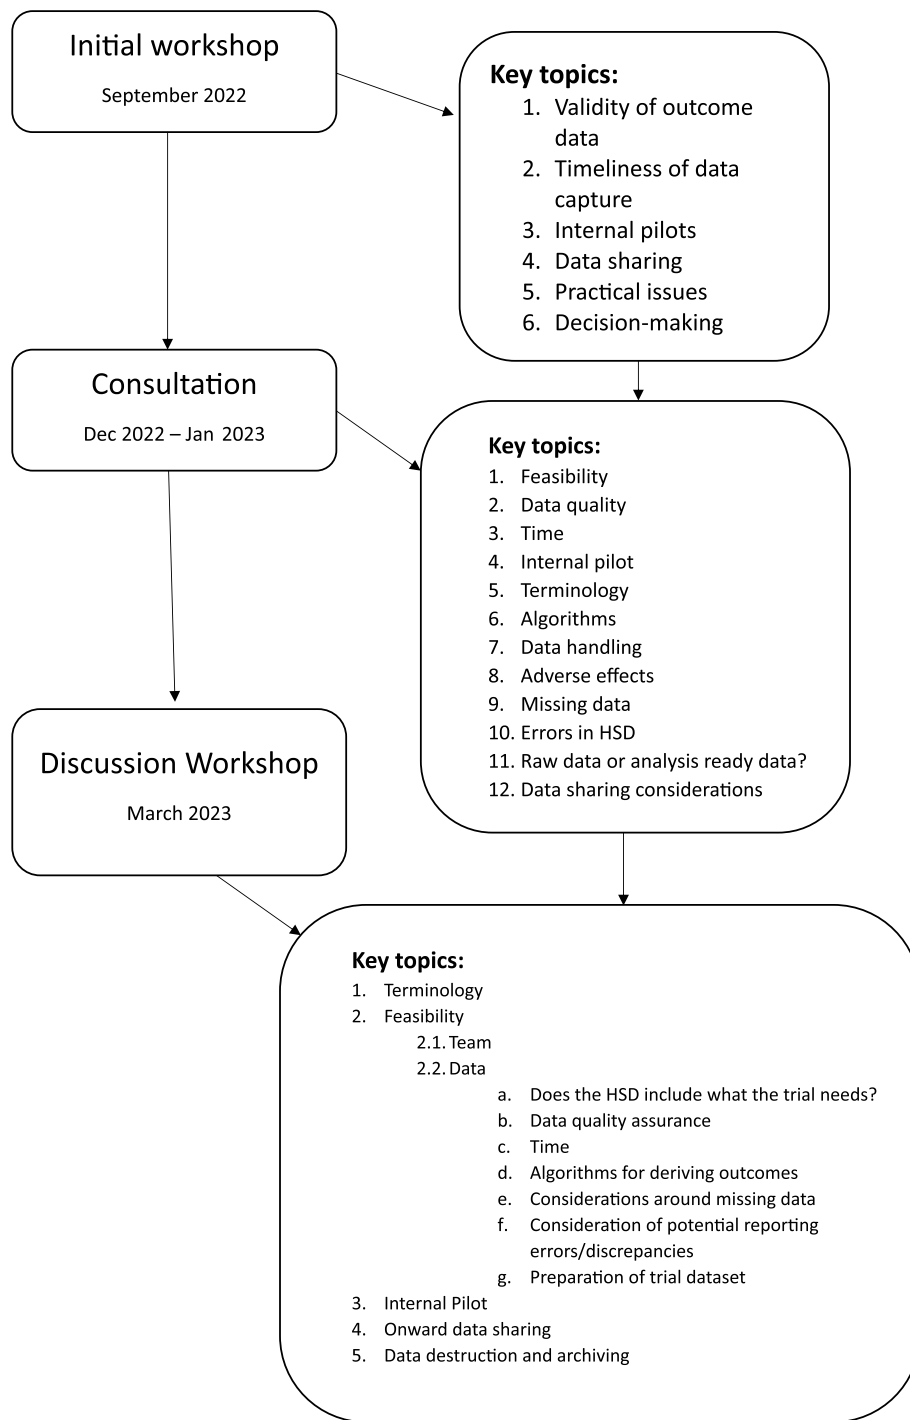 Initial workshop
September 2022
Key topics:
1. Validity of outcome
data
2. Timeliness of data
capture
3. Internal pilots
4. Data sharing
5. Practical issues
6. Decision-making
Consultation
Dec 2022 – Jan 2023
Key topics:
1. Feasibility
2. Data quality
3. Time
4. Internal pilot
5. Terminology
6. Algorithms
7. Data handling
8. Adverse effects
9. Missing data
10. Errors in HSD
11. Raw data or analysis ready data?
12. Data sharing considerations
Discussion Workshop
March 2023
Key topics:
1. Terminology
2. Feasibility
2.1. Team
2.2. Data
a. Does the HSD include what the trial needs?
b. Data quality assurance
c. Time
d. Algorithms for deriving outcomes
e. Considerations around missing data
f. Consideration of potential reporting
errors/discrepancies
g. Preparation of trial dataset
3. Internal Pilot
4. Onward data sharing
5. Data destruction and archiving